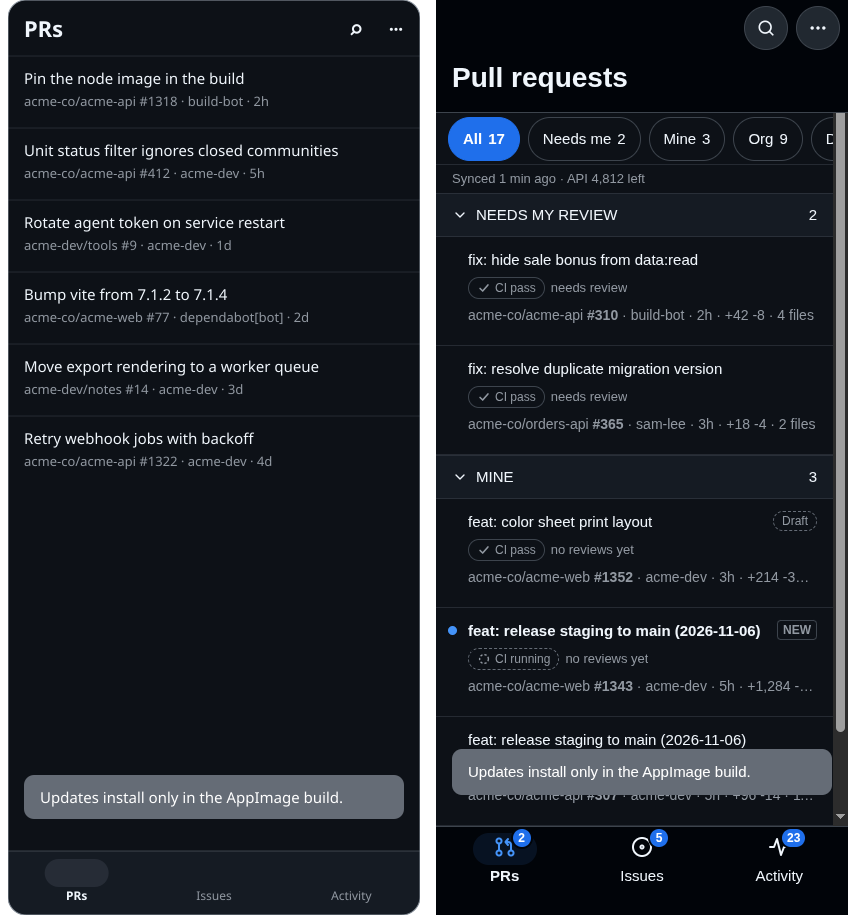 PRs
Pin the node image in the build
acme-co/acme-api #1318 · build-bot · 2h
Unit status filter ignores closed communities
acme-co/acme-api #412 · acme-dev · 5h
Rotate agent token on service restart
acme-dev/tools #9 · acme-dev · 1d
Bump vite from 7.1.2 to 7.1.4
acme-co/acme-web #77 · dependabot[bot] · 2d
Move export rendering to a worker queue
acme-dev/notes #14 · acme-dev · 3d
Retry webhook jobs with backoff
acme-co/acme-api #1322 · acme-dev · 4d
Updates install only in the AppImage build.
PRs Issues Activity
Pull requests
All 17 Needs me 2 Mine 3 Org 9
Synced 1 min ago · API 4,812 left
NEEDS MY REVIEW 2
fix: hide sale bonus from data:read
CI pass needs review
acme-co/acme-api #310 · build-bot · 2h · +42 -8 · 4 files
fix: resolve duplicate migration version
CI pass needs review
acme-co/orders-api #365 · sam-lee · 3h · +18 -4 · 2 files
MINE 3
feat: color sheet print layout Draft
CI pass no reviews yet
acme-co/acme-web #1352 · acme-dev · 3h · +214 -3…
feat: release staging to main (2026-11-06) NEW
CI running no reviews yet
acme-co/acme-web #1343 · acme-dev · 5h · +1,284 -…
feat: release staging to main (2026-11-06)
Updates install only in the AppImage build.
acme-co/acme-api #307 · acme-dev · 5h · +96 -14 · 1…
2 5 23
PRs Issues Activity